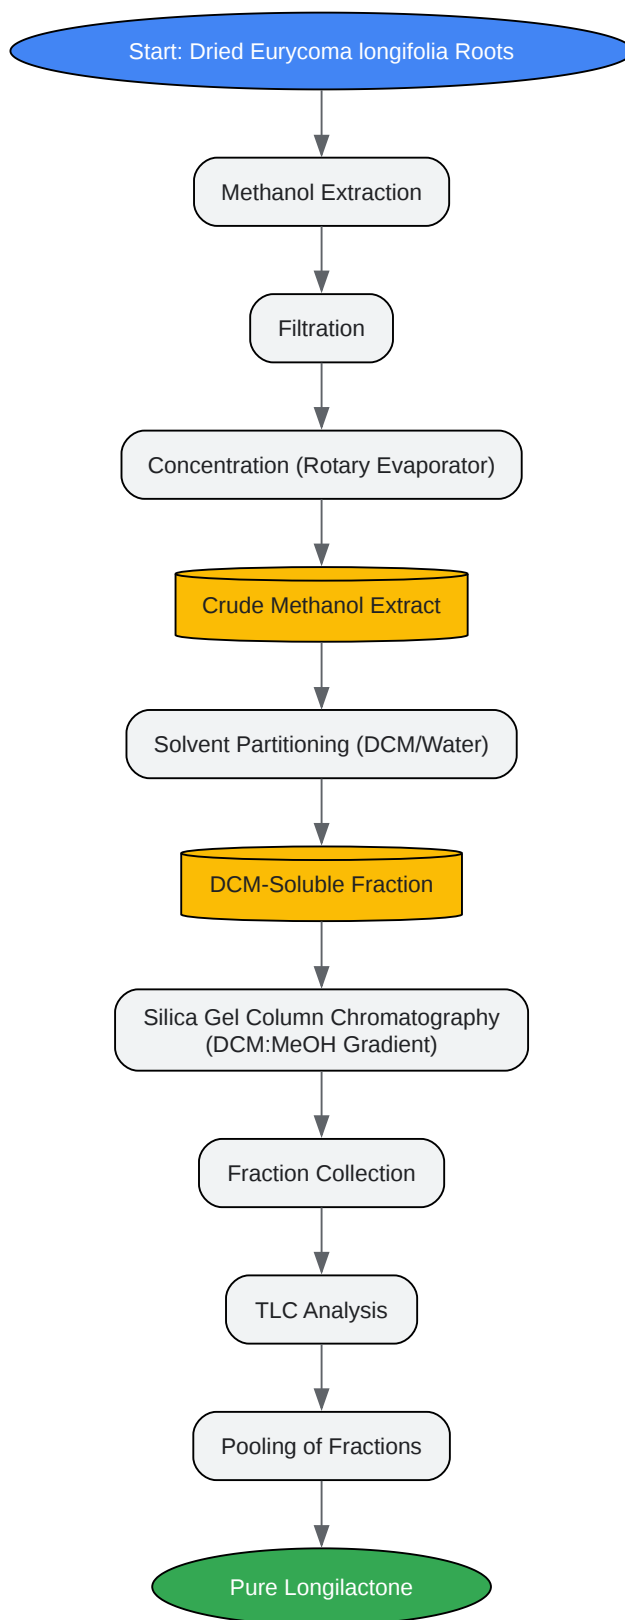 Start: Dried Eurycoma longifolia Roots
Methanol Extraction
Filtration
Concentration (Rotary Evaporator)
Crude Methanol Extract
Solvent Partitioning (DCM/Water)
DCM-Soluble Fraction
Silica Gel Column Chromatography
(DCM:MeOH Gradient)
Fraction Collection
TLC Analysis
Pooling of Fractions
Pure Longilactone